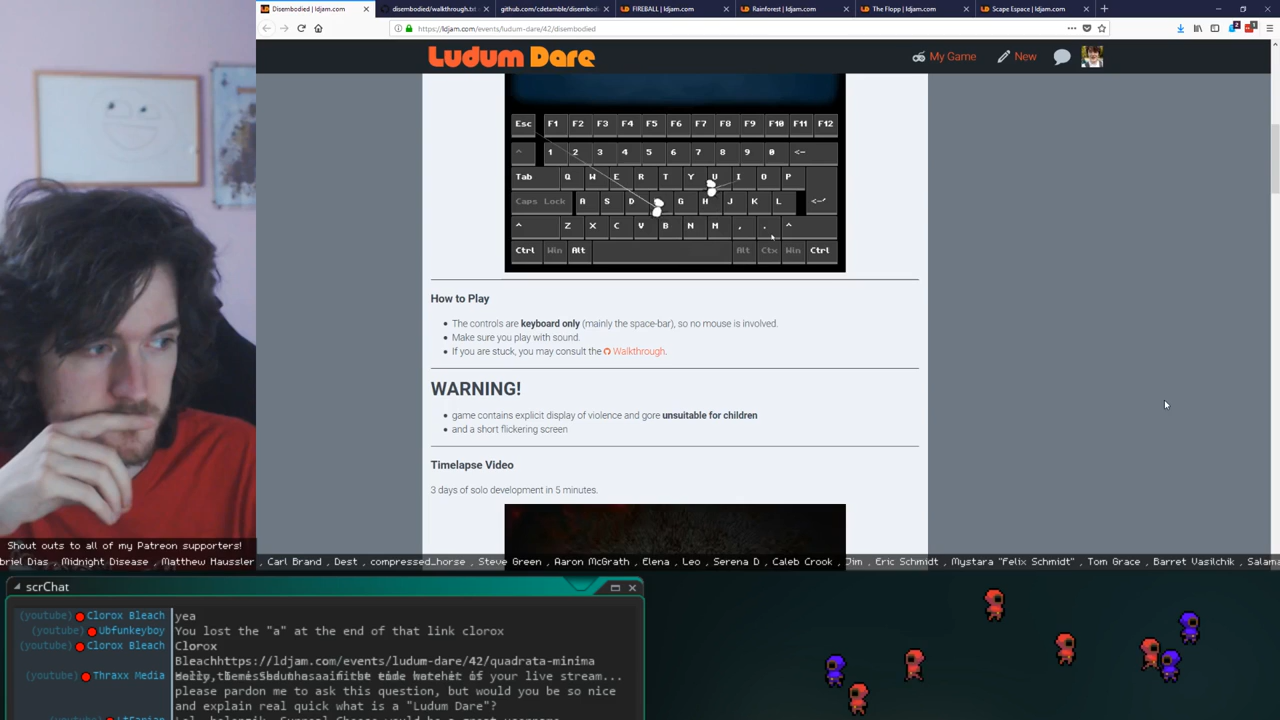 Disembodied | ldjam.com
disembodied/walkthrough.txt
github.com/cdetamble/disembod
FIREBALL | ldjam.com
Rainforest | ldjam.com
The Flopp | ldjam.com
Scape Espace | ldjam.com
https://ldjam.com/events/ludum-dare/42/disembodied
Ludum Dare
My Game
New
Esc F1 F2 F3 F4 F5 F6 F7 F8 F9 F10 F11 F12
^ 1 2 3 4 5 6 7 8 9 0 <-
Tab Q W E R T Y U I O P
Caps Lock A S D G H J K L <-'
^ Z X C V B N M , . ^
Ctrl Win Alt Alt Ctx Win Ctrl
How to Play
The controls are keyboard only (mainly the space-bar), so no mouse is involved.
Make sure you play with sound.
If you are stuck, you may consult the Walkthrough.
WARNING!
game contains explicit display of violence and gore unsuitable for children
and a short flickering screen
Timelapse Video
3 days of solo development in 5 minutes.
Shout outs to all of my Patreon supporters!
briel Dias , Midnight Disease , Matthew Haussler , Carl Brand , Dest , compressed_horse , Steve Green , Aaron McGrath , Elena , Leo , Serena D , Caleb Crook , Jim , Eric Schmidt , Mystara "Felix Schmidt" , Tom Grace , Barret Vasilchik , Salama
scrChat
(youtube) Clorox Bleach yea
(youtube) Ubfunkeyboy You lost the "a" at the end of that link clorox
(youtube) Clorox Bleach Clorox
Bleachhttps://ldjam.com/events/ludum-dare/42/quadrata-minima
(youtube) Thraxx Media your live stream...
please pardon me to ask this question, but would you be so nice
and explain real quick what is a "Ludum Dare"?